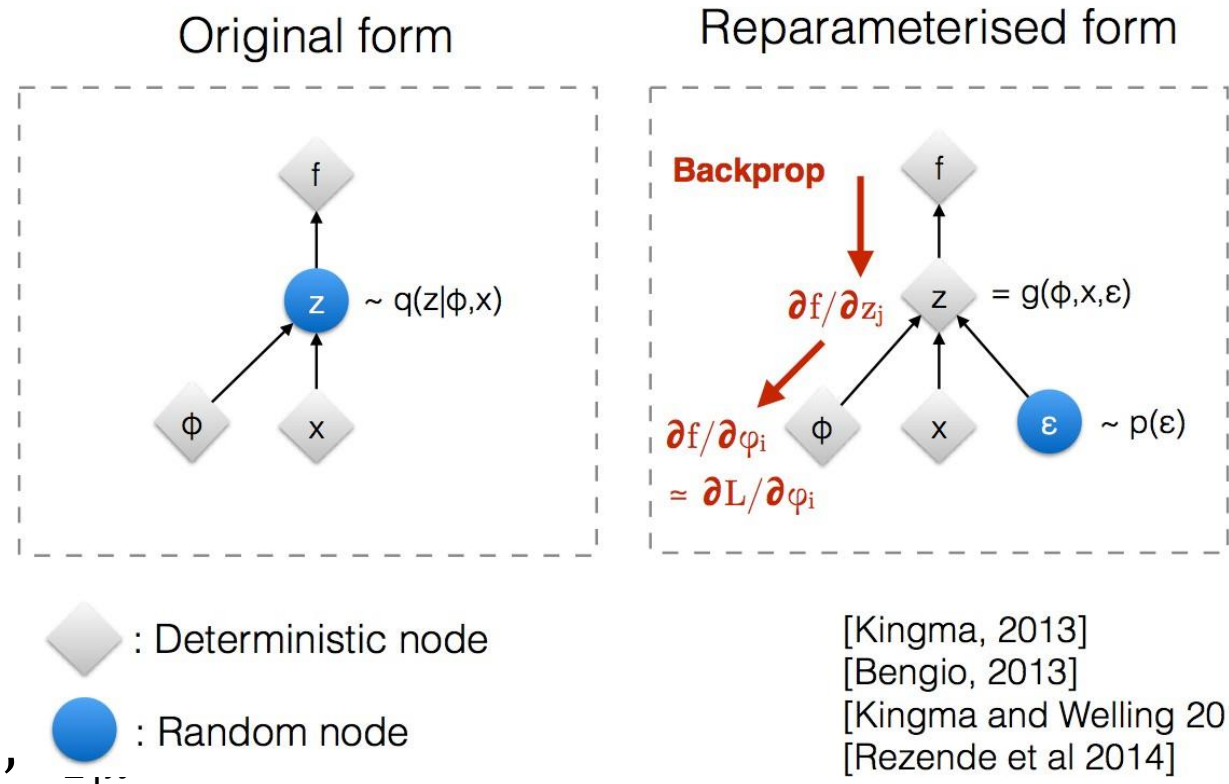 Original form
f
z ~ q(z|ϕ,x)
ϕ x
Reparameterised form
Backprop
f
∂f/∂zⱼ z = g(ϕ,x,ε)
∂f/∂φᵢ ϕ x ε ~ p(ε)
≃ ∂L/∂φᵢ
: Deterministic node
: Random node
,
[Kingma, 2013]
[Bengio, 2013]
[Kingma and Welling 20
[Rezende et al 2014]